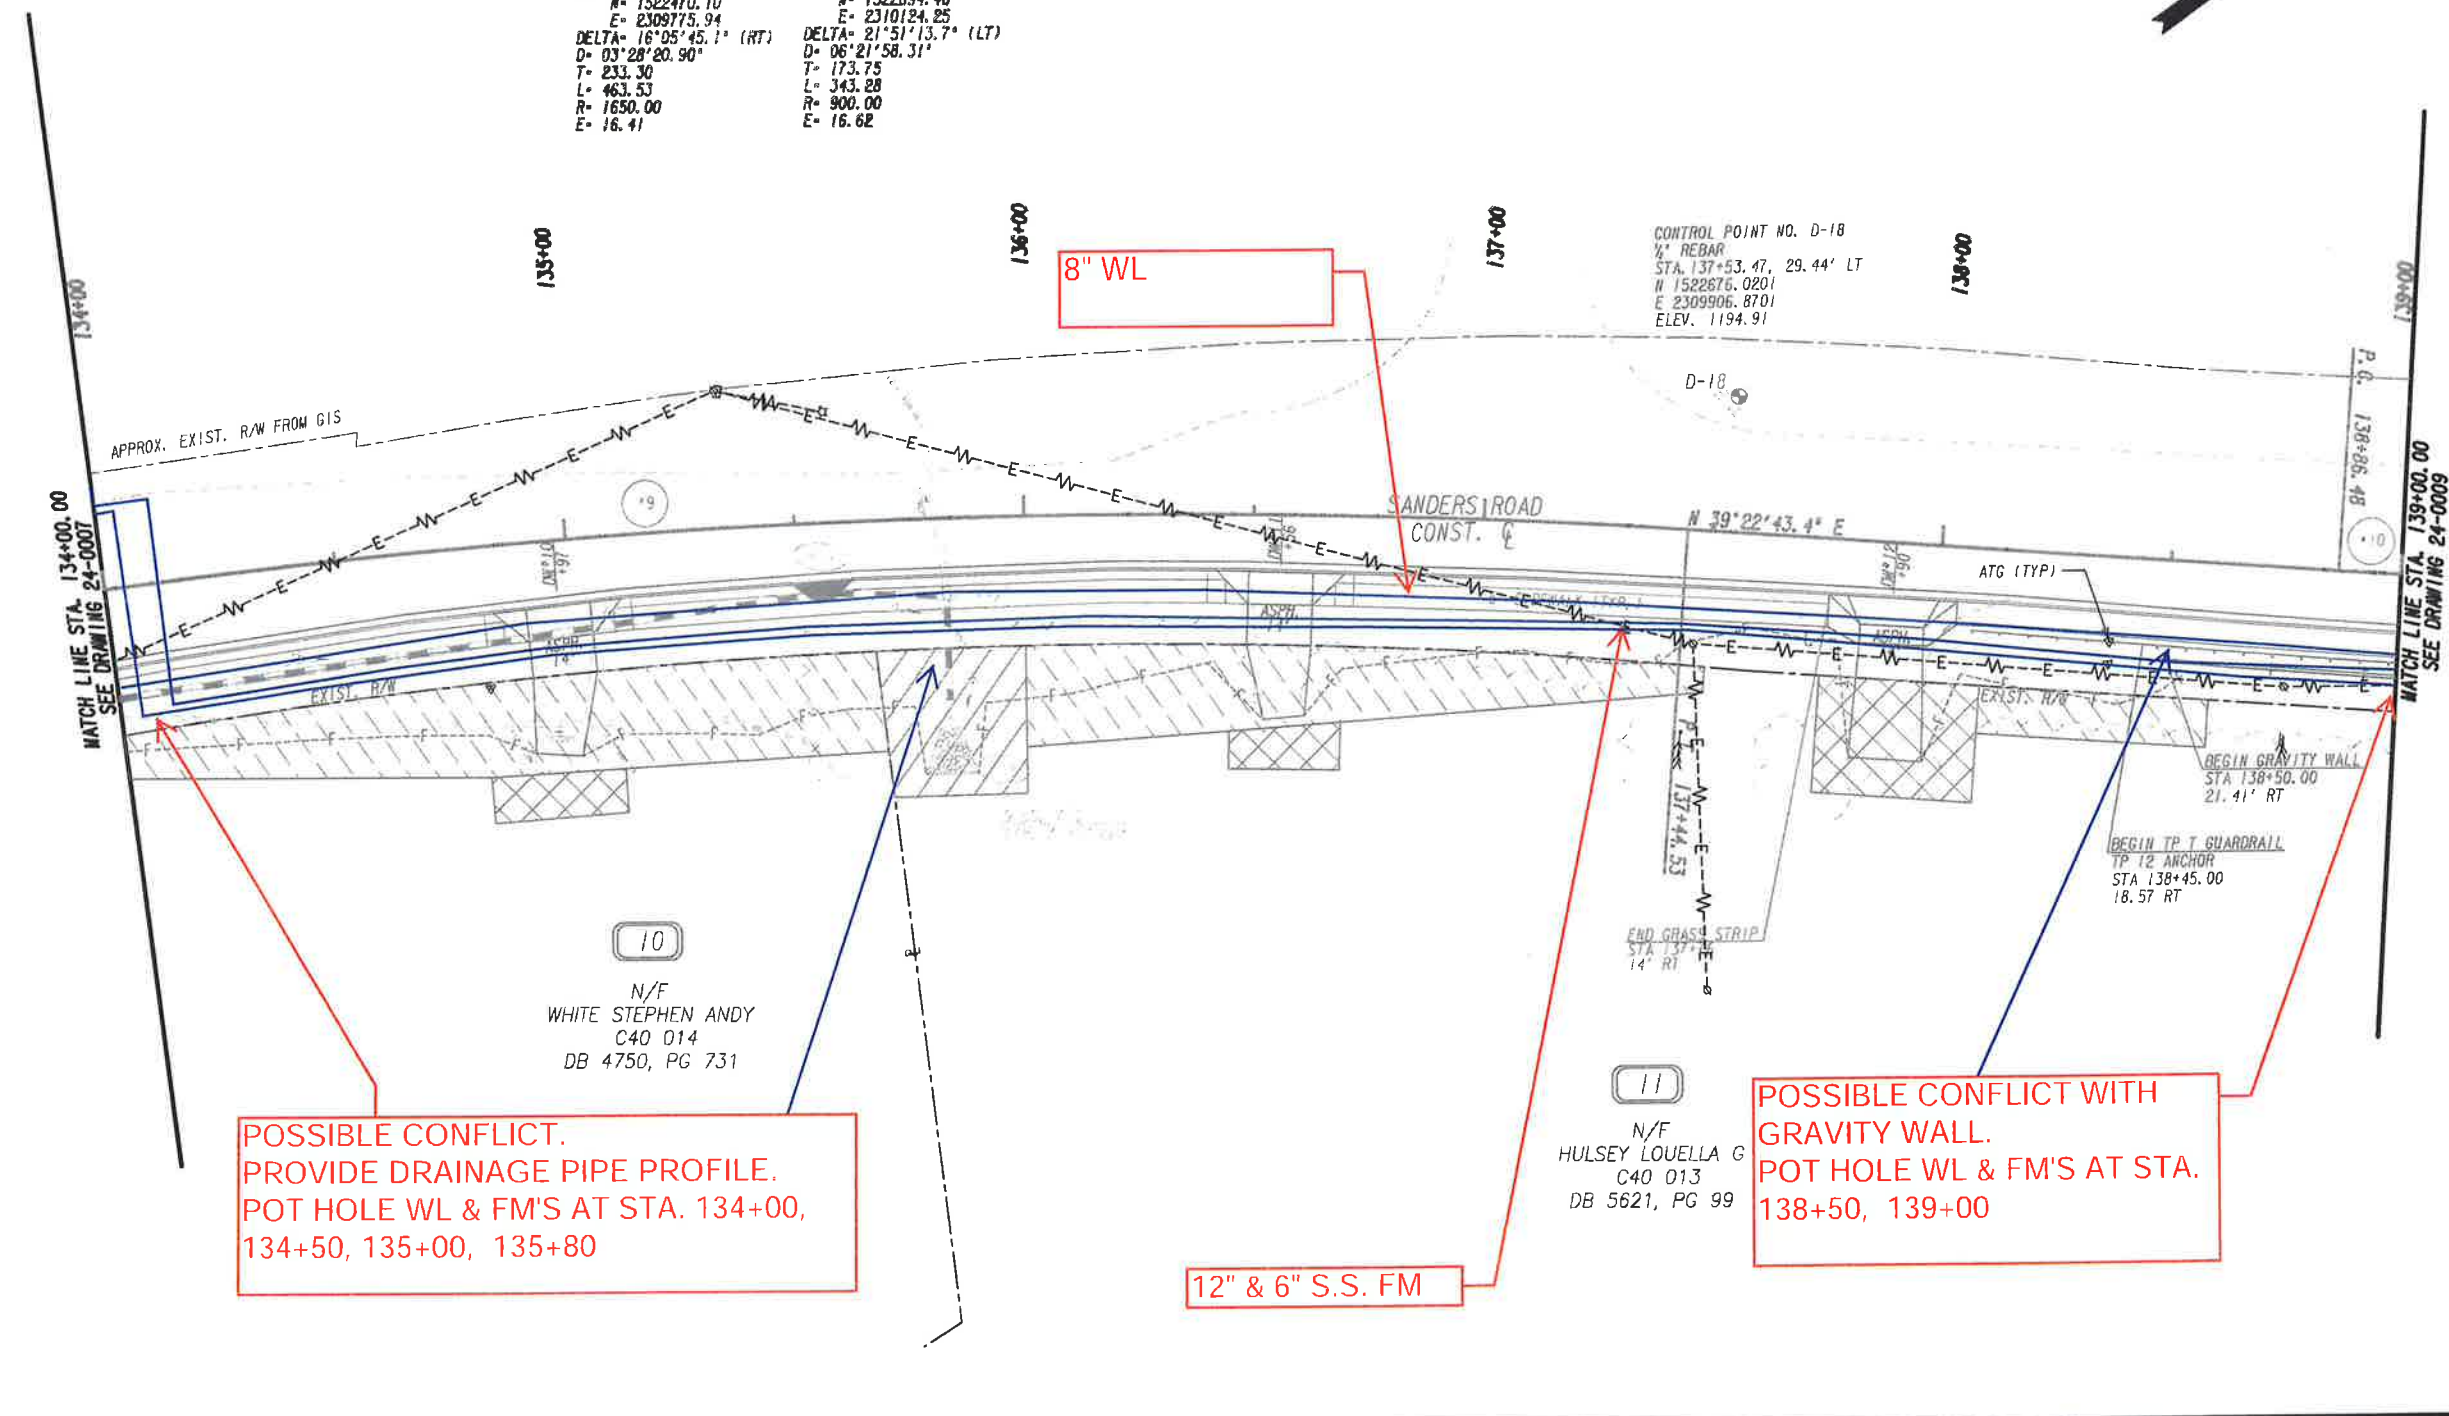 E= 2309775.94
DELTA= 16°05'45.1" (RT)
D= 03°28'20.90"
T= 233.30
L= 463.53
R= 1650.00
E= 16.41
E= 2310124.25
DELTA= 21°51'13.7" (LT)
D= 06°21'58.31"
T= 173.75
L= 343.28
R= 900.00
E= 16.62
134+00
135+00
136+00
137+00
138+00
139+00
8" WL
CONTROL POINT NO. D-18
REBAR
STA. 137+53.47, 29.44' LT
N 1522676.0201
E 2309906.8701
ELEV. 1194.91
D-18
P.C. 138+86.48
APPROX. EXIST. R/W FROM GIS
MATCH LINE STA. 134+00.00
SEE DRAWING 24-0007
SANDERS ROAD
CONST. ℄
N 39°22'43.4" E
ATG (TYP)
MATCH LINE STA. 139+00.00
SEE DRAWING 24-0009
ASPH.
ASPH.
ASPH.
EXIST. R/W
EXIST. R/W
137+44.53
BEGIN GRAVITY WALL
STA 138+50.00
21.41' RT
BEGIN TP T GUARDRAIL
TP 12 ANCHOR
STA 138+45.00
18.57 RT
END GRASS STRIP
14' RT
10
N/F
WHITE STEPHEN ANDY
C40 014
DB 4750, PG 731
11
N/F
HULSEY LOUELLA G
C40 013
DB 5621, PG 99
POSSIBLE CONFLICT.
PROVIDE DRAINAGE PIPE PROFILE.
POT HOLE WL & FM'S AT STA. 134+00,
134+50, 135+00, 135+80
12" & 6" S.S. FM
POSSIBLE CONFLICT WITH
GRAVITY WALL.
POT HOLE WL & FM'S AT STA.
138+50, 139+00